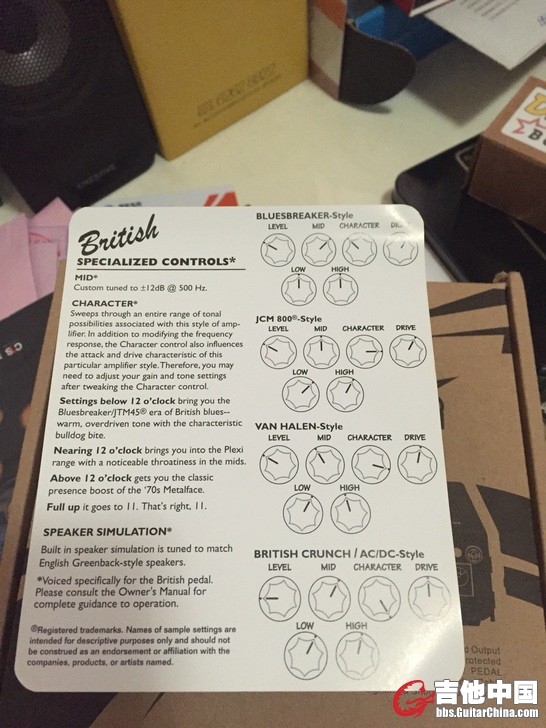 British
SPECIALIZED CONTROLS*
MID*
Custom tuned to ±12dB @ 500 Hz.
CHARACTER*
Sweeps through an entire range of tonal
possibilities associated with this style of amp-
lifier. In addition to modifying the frequency
response, the Character control also influences
the attack and drive characteristic of this
particular amplifier style. Therefore, you may
need to adjust your gain and tone settings
after tweaking the Character control.
Settings below 12 o'clock bring you the
Bluesbreaker/JTM45® era of British blues--
warm, overdriven tone with the characteristic
bulldog bite.
Nearing 12 o'clock brings you into the Plexi
range with a noticeable throatiness in the mids.
Above 12 o'clock gets you the classic
presence boost of the '70s Metalface.
Full up it goes to 11. That's right, 11.
SPEAKER SIMULATION*
Built in speaker simulation is tuned to match
English Greenback-style speakers.
*Voiced specifically for the British pedal.
Please consult the Owner's Manual for
complete guidance to operation.
®Registered trademarks. Names of sample settings are
intended for descriptive purposes only and should not
be construed as an endorsement or affiliation with the
companies, products, or artists named.
BLUESBREAKER-Style
LEVEL MID CHARACTER
LOW HIGH
JCM 800®-Style
LEVEL MID CHARACTER DRIVE
LOW HIGH
VAN HALEN-Style
LEVEL MID CHARACTER DRIVE
LOW HIGH
BRITISH CRUNCH / AC/DC-Style
LEVEL MID CHARACTER DRIVE
LOW HIGH
Output
PEDAL
吉他中国
bbs.GuitarChina.com